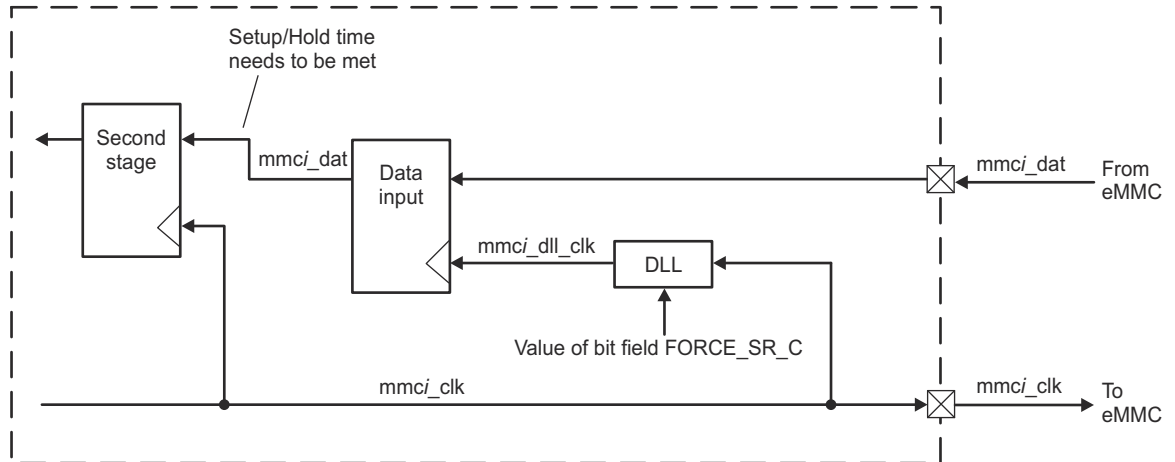 Setup/Hold time
needs to be met
Second
stage
mmci_dat
Data
input
mmci_dat
From
eMMC
mmci_dll_clk
DLL
Value of bit field FORCE_SR_C
mmci_clk
mmci_clk
To
eMMC